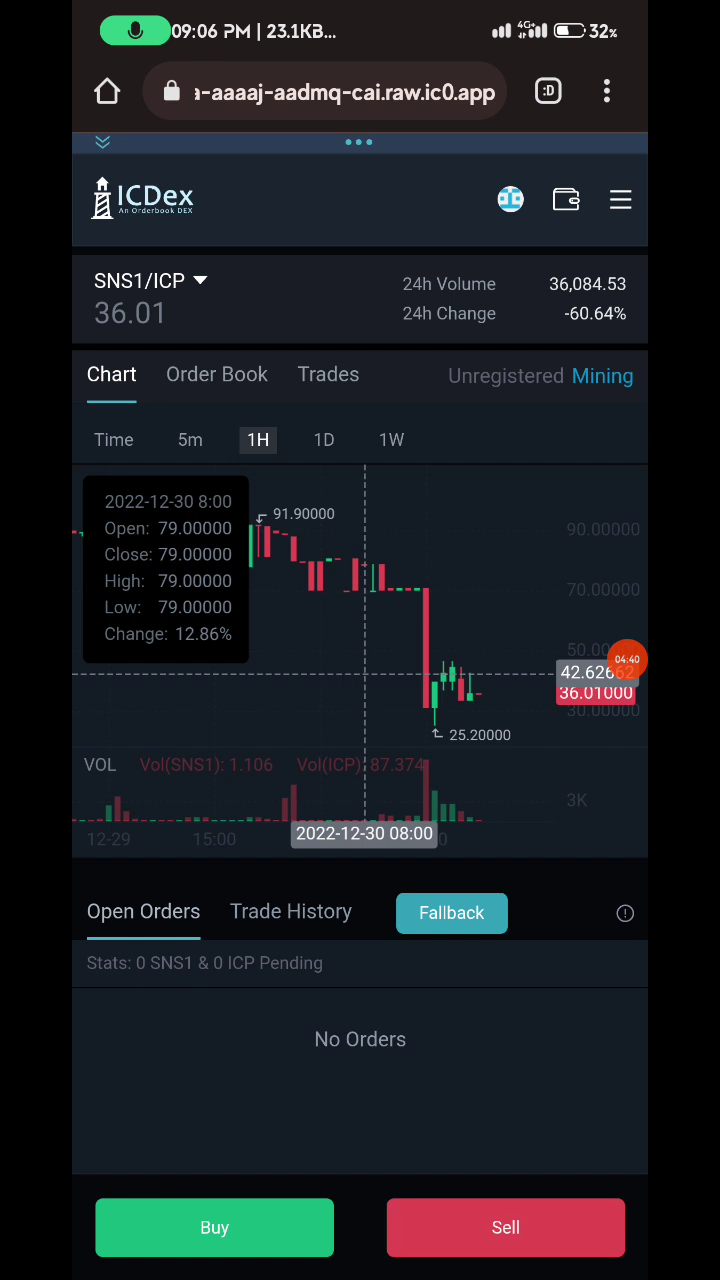 09:06 PM | 23.1KB... 4G+ 32%
a-aaaaj-aadmq-cai.raw.ic0.app :D
ICDex
An Orderbook DEX
SNS1/ICP 24h Volume 36,084.53
36.01 24h Change -60.64%
Chart Order Book Trades Unregistered Mining
Time 5m 1H 1D 1W
2022-12-30 8:00
Open: 79.00000
Close: 79.00000
High: 79.00000
Low: 79.00000
Change: 12.86%
91.90000
90.00000
70.00000
04:40
42.62662
36.01000
30.00000
25.20000
VOL Vol(SNS1): 1.106 Vol(ICP): 87.374
3K
12-29 15:00 2022-12-30 08:00
Open Orders Trade History Fallback
Stats: 0 SNS1 & 0 ICP Pending
No Orders
Buy Sell